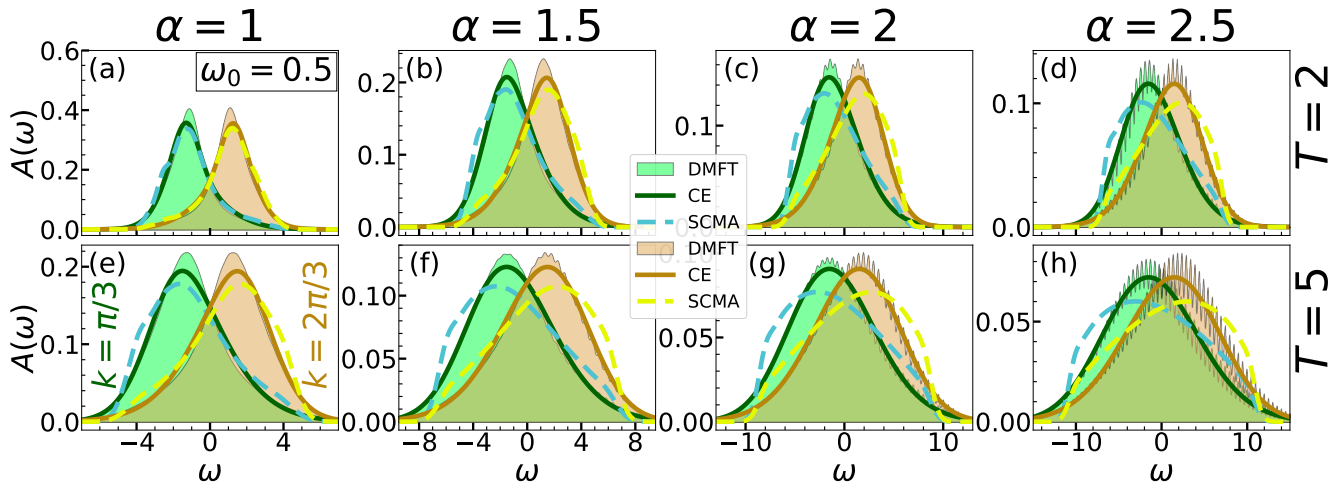 α = 1
α = 1.5
α = 2
α = 2.5
A(ω)
0.6
0.4
0.2
0.0
(a)
ω₀ = 0.5
0.2
0.1
0.0
(b)
0.1
(c)
0.1
0.0
(d)
T = 2
DMFT
CE
SCMA
DMFT
CE
SCMA
A(ω)
0.2
0.1
0.0
(e)
k = π/3
k = 2π/3
−4
0
4
ω
0.10
0.05
0.00
(f)
−8
−4
0
4
8
ω
0.10
0.05
0.00
(g)
−10
0
10
ω
0.05
0.00
(h)
−10
0
10
ω
T = 5